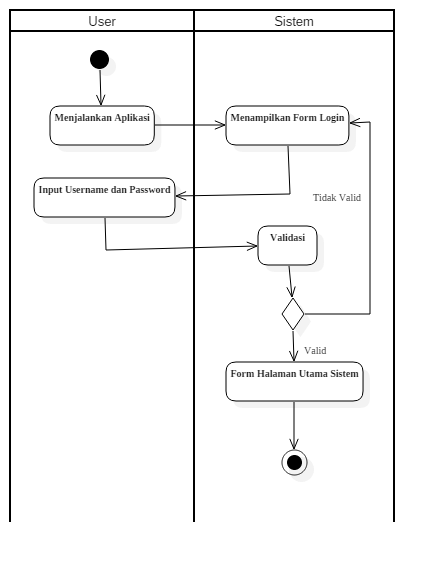 User
Sistem
Menjalankan Aplikasi
Menampilkan Form Login
Input Username dan Password
Tidak Valid
Validasi
Valid
Form Halaman Utama Sistem